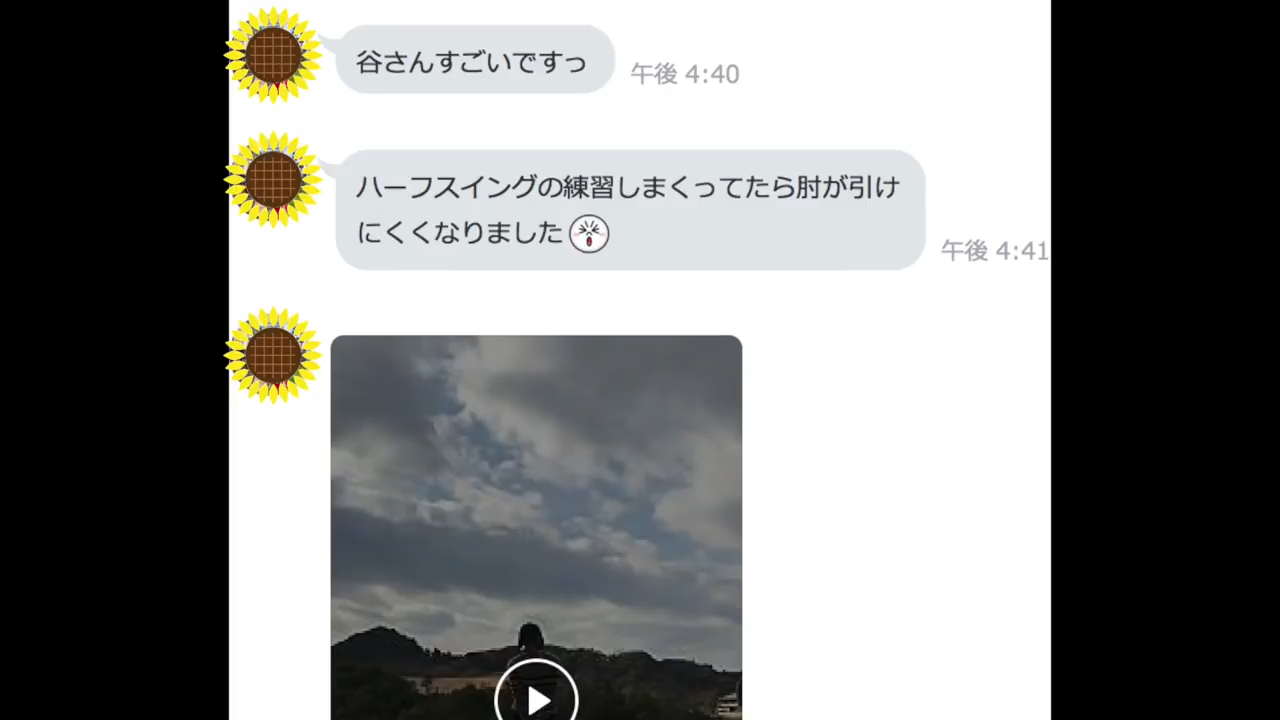 谷さんすごいですっ
午後 4:40
ハーフスイングの練習しまくってたら肘が引け
にくくなりました
午後 4:41